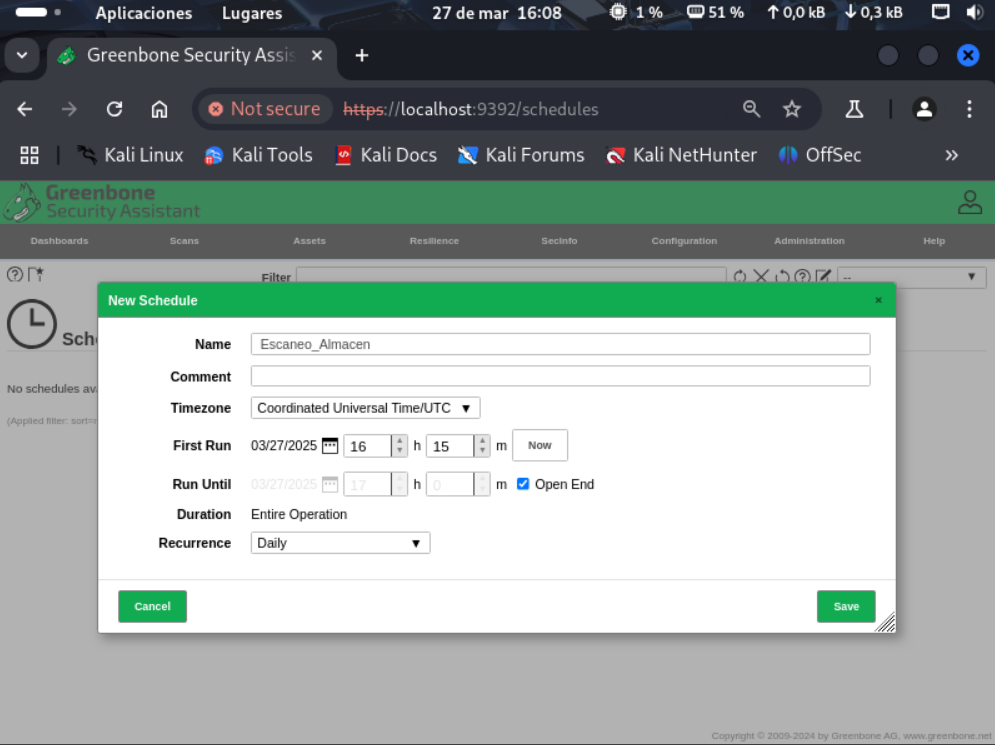 Aplicaciones Lugares 27 de mar 16:08 1 % 51 % 0,0 kB 0,3 kB
Greenbone Security Assis
Not secure https://localhost:9392/schedules
Kali Linux Kali Tools Kali Docs Kali Forums Kali NetHunter OffSec
Greenbone
Security Assistant
Dashboards Scans Assets Resilience SecInfo Configuration Administration Help
Filter --
New Schedule ×
Sch
Name Escaneo_Almacen
No schedules av
Comment
Timezone Coordinated Universal Time/UTC
(Applied filter: sort=
First Run 03/27/2025 16 h 15 m Now
Run Until 03/27/2025 17 h 0 m Open End
Duration Entire Operation
Recurrence Daily
Cancel Save
Copyright © 2009-2024 by Greenbone AG, www.greenbone.net